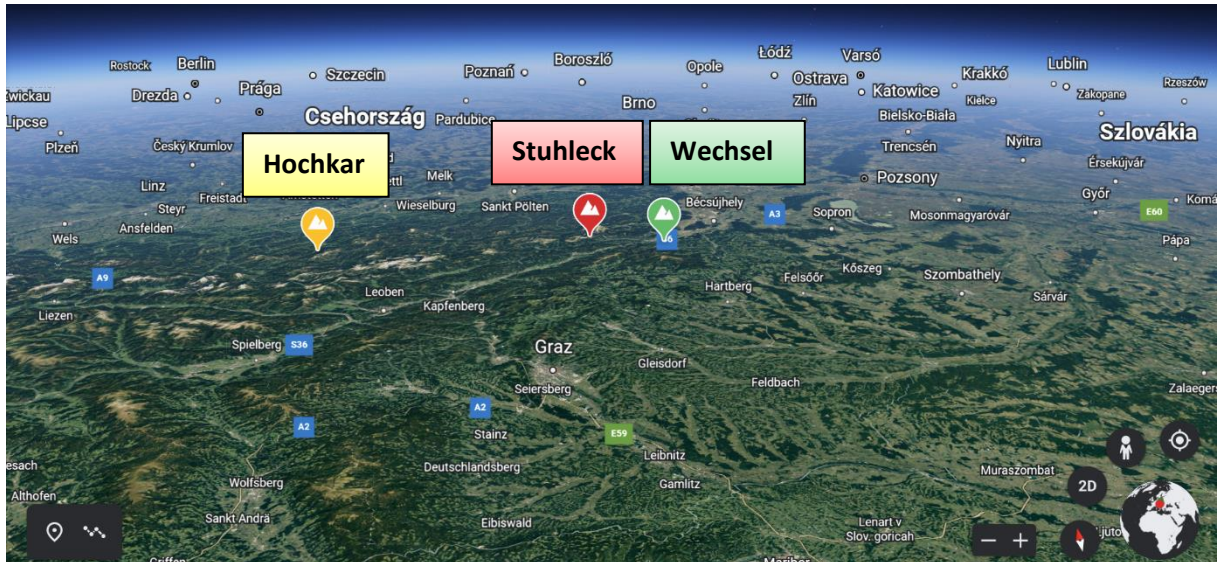 Rostock
Berlin
Szczecin
Poznań
Boroszló
Opole
Łódź
Varsó
Krakkó
Lublin
Rzeszów
Zwickau
Drezda
Prága
Brno
Ostrava
Katowice
Kielce
Zakopane
Lipcse
Csehország
Pardubice
Zlín
Bielsko-Biała
Szlovákia
Plzeň
Český Krumlov
Hochkar
Stuhleck
Wechsel
Trencsén
Nyitra
Érsekújvár
Linz
Freistadt
Melk
Pozsony
Steyr
Wieselburg
Sankt Pölten
Bécsújhely
A3
Sopron
Mosonmagyaróvár
Győr
E60
Wels
Ansfelden
Pápa
A9
Leoben
Kapfenberg
Hartberg
Felsőőr
Kőszeg
Szombathely
Sárvár
Liezen
Spielberg
S36
Graz
Gleisdorf
Feldbach
Seiersberg
Zalaegers
A2
A2
Stainz
E59
Leibnitz
Deutschlandsberg
Gamlitz
Muraszombat
Althofen
Wolfsberg
2D
Sankt Andrä
Eibiswald
Lenart v
Slov. goricah